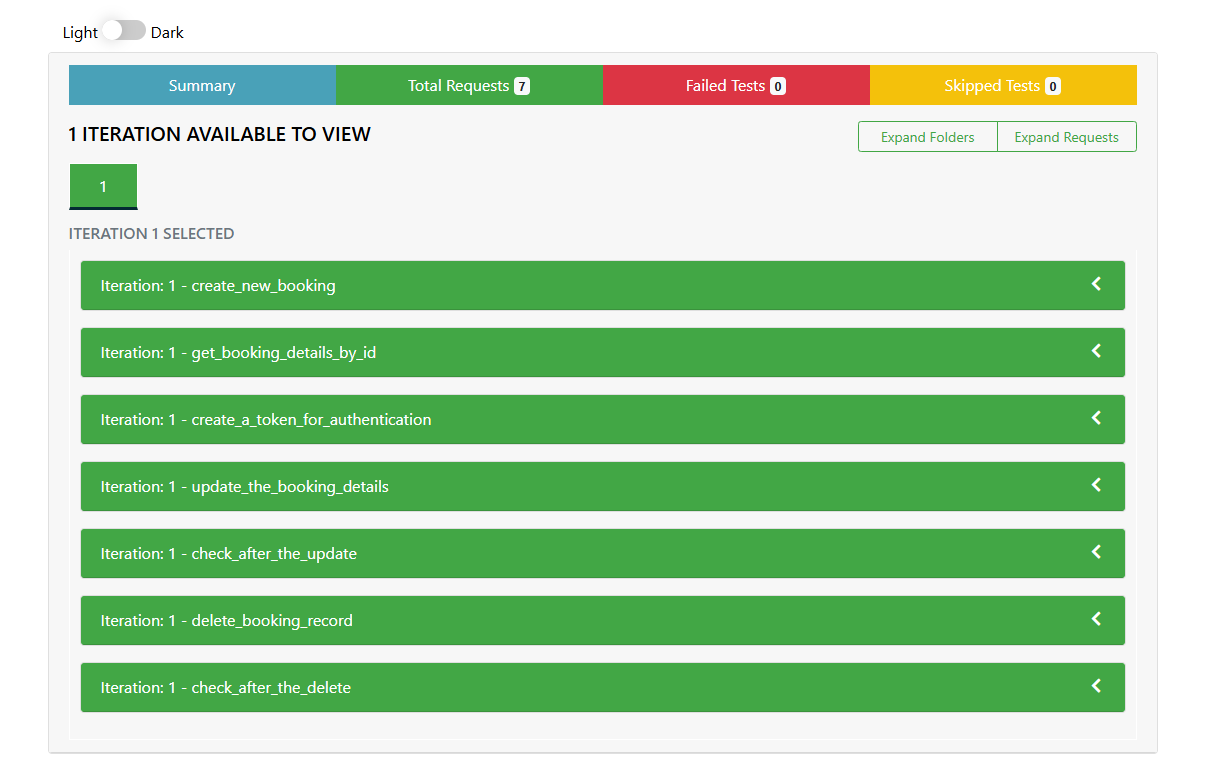 Light Dark
Summary Total Requests 7 Failed Tests 0 Skipped Tests 0
1 ITERATION AVAILABLE TO VIEW Expand Folders Expand Requests
1
ITERATION 1 SELECTED
Iteration: 1 - create_new_booking
Iteration: 1 - get_booking_details_by_id
Iteration: 1 - create_a_token_for_authentication
Iteration: 1 - update_the_booking_details
Iteration: 1 - check_after_the_update
Iteration: 1 - delete_booking_record
Iteration: 1 - check_after_the_delete